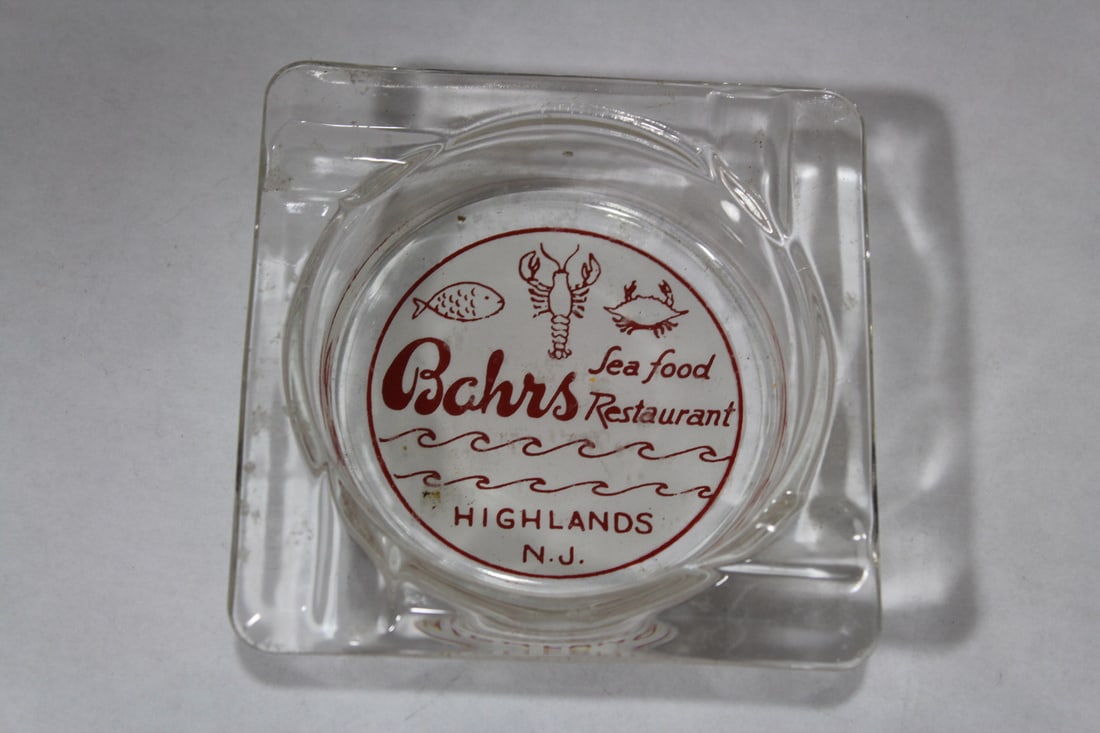 Bahrs Sea food
Restaurant
HIGHLANDS
N.J.